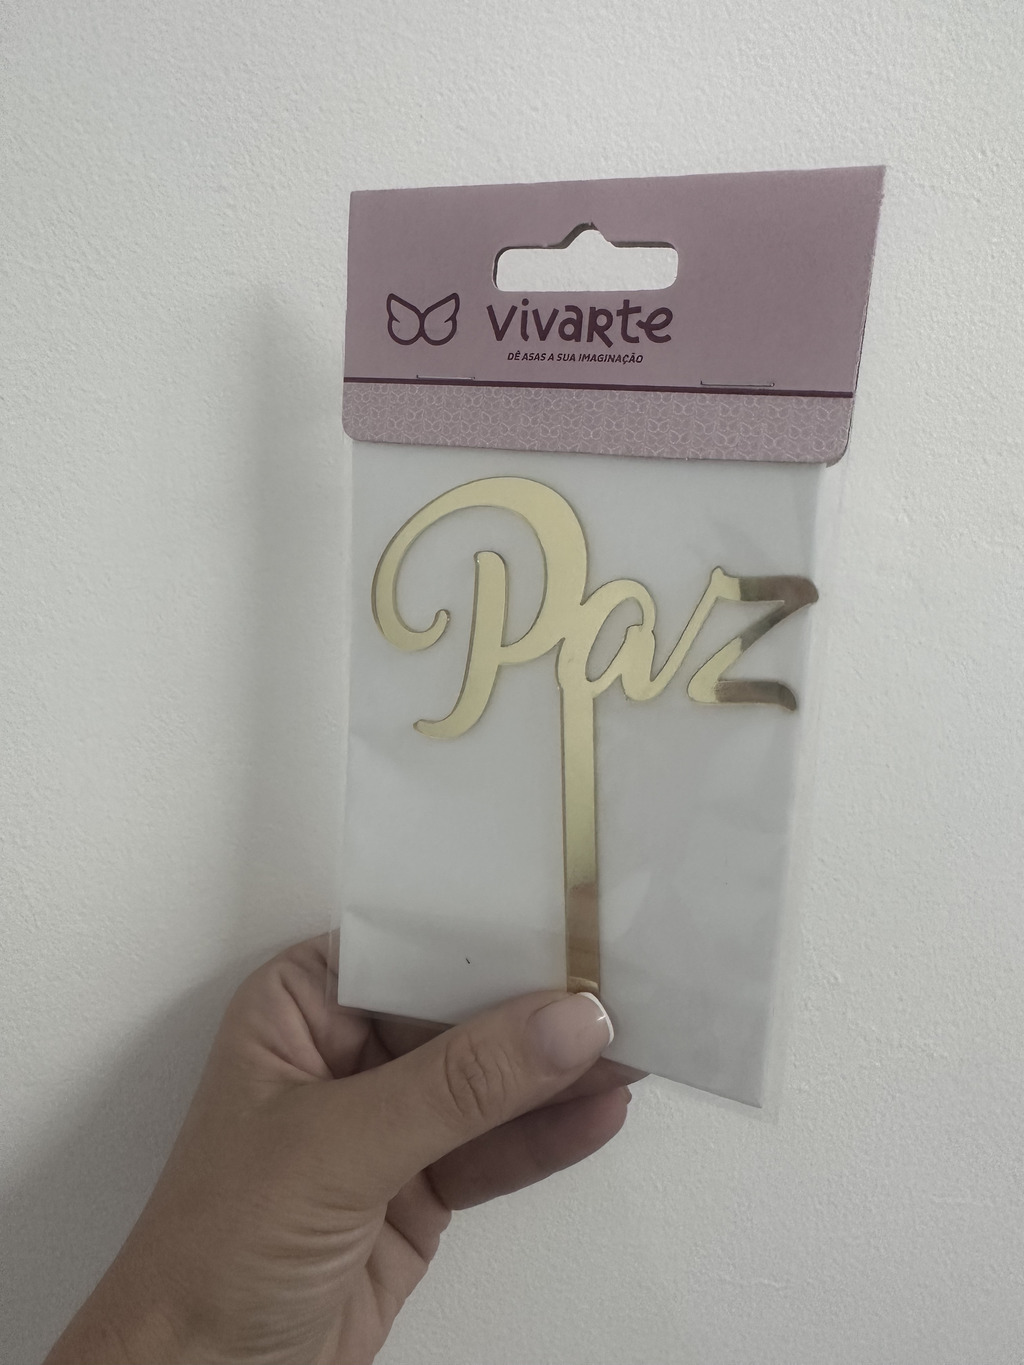 vivarte
DÊ ASAS A SUA IMAGINAÇÃO
Paz